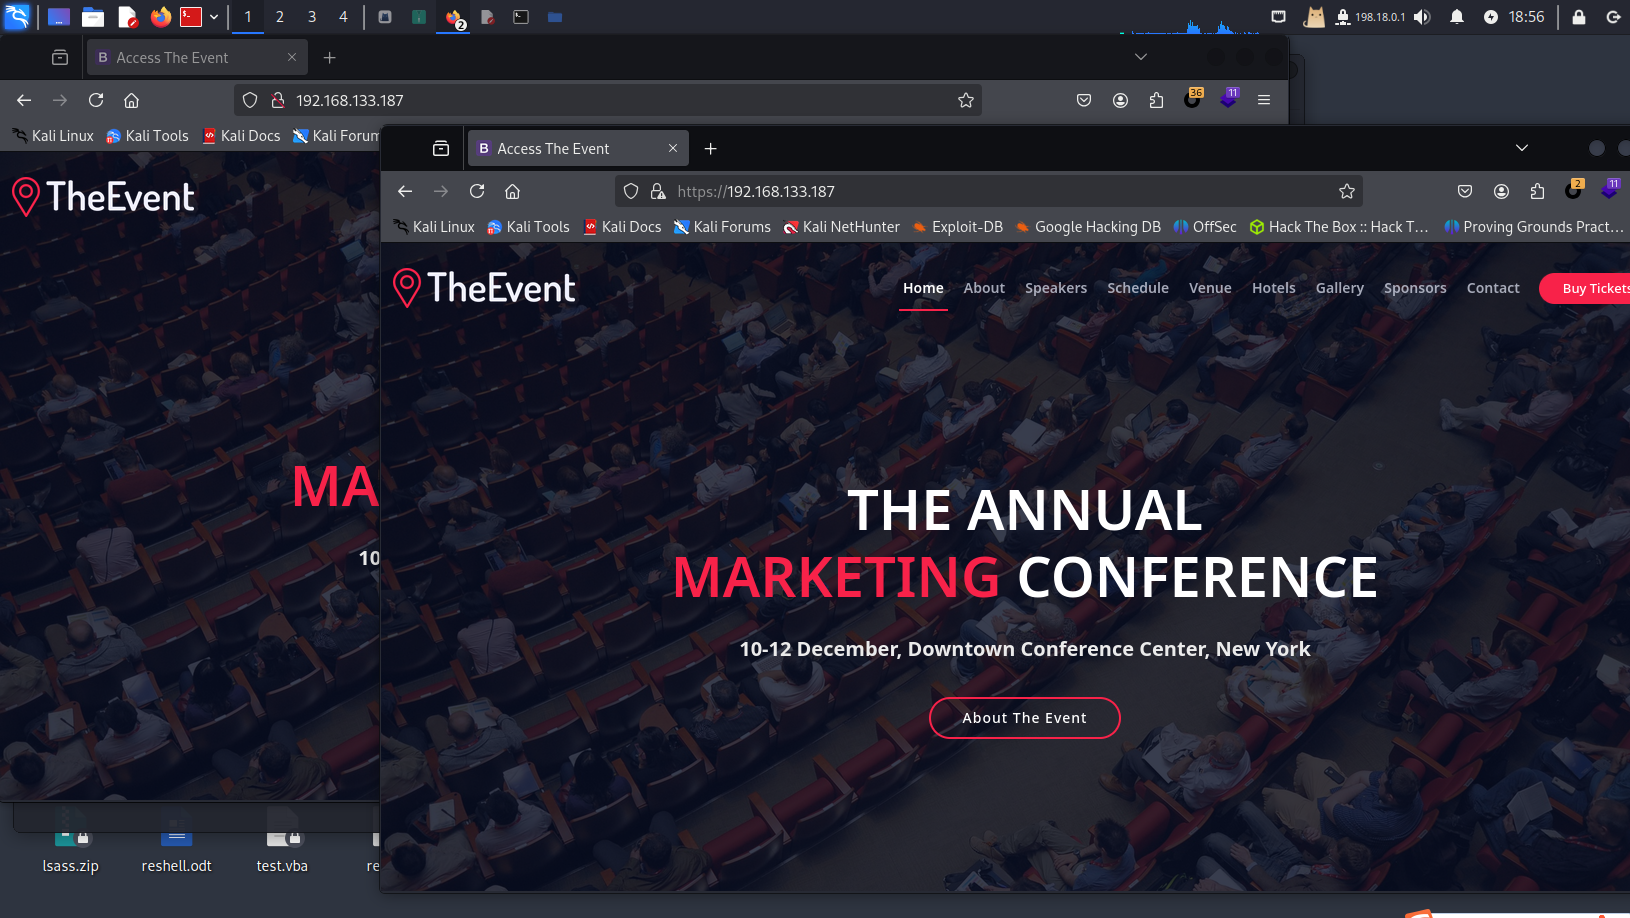 1 2 3 4 2 198.18.0.1 18:56
B Access The Event
192.168.133.187 36 11
Kali Linux Kali Tools Kali Docs Kali Forum
TheEvent
MA
10
B Access The Event
https://192.168.133.187 2 11
Kali Linux Kali Tools Kali Docs Kali Forums Kali NetHunter Exploit-DB Google Hacking DB OffSec Hack The Box :: Hack T… Proving Grounds Pract…
TheEvent Home About Speakers Schedule Venue Hotels Gallery Sponsors Contact Buy Tickets
THE ANNUAL
MARKETING CONFERENCE
10-12 December, Downtown Conference Center, New York
About The Event
lsass.zip reshell.odt test.vba re